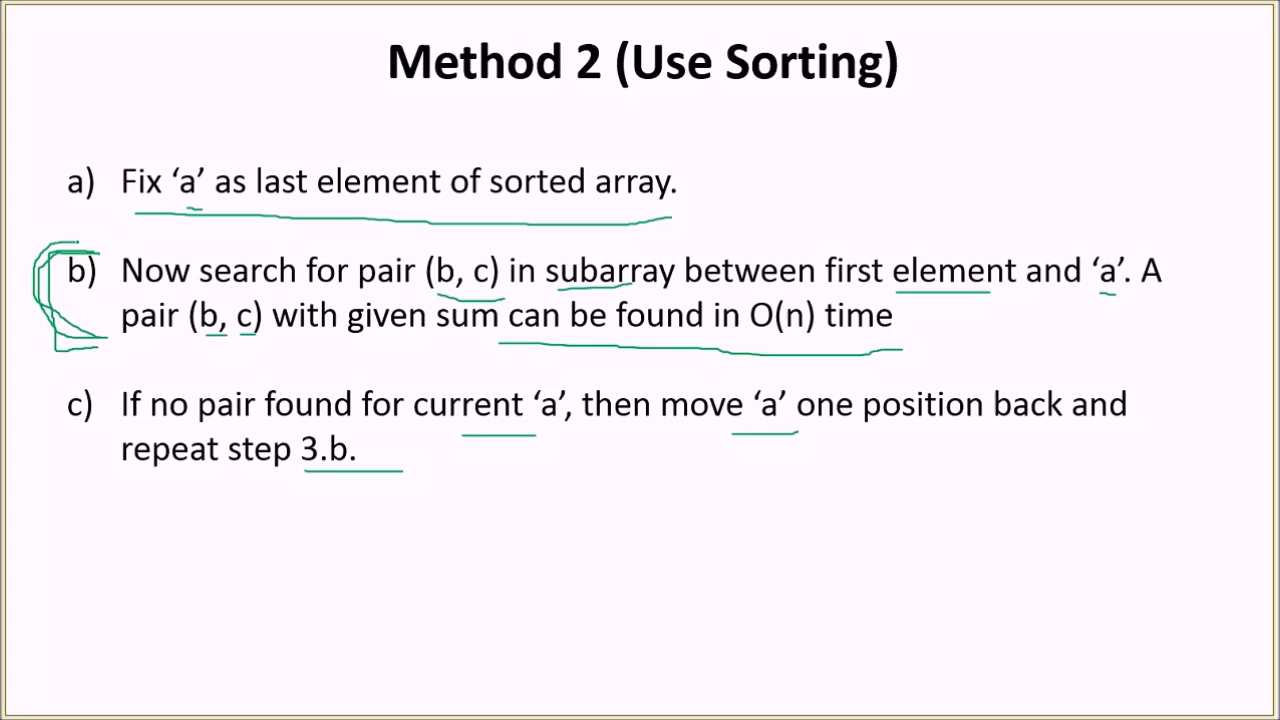 Method 2 (Use Sorting)
a) Fix ‘a’ as last element of sorted array.
b) Now search for pair (b, c) in subarray between first element and ‘a’. A
pair (b, c) with given sum can be found in O(n) time
c) If no pair found for current ‘a’, then move ‘a’ one position back and
repeat step 3.b.